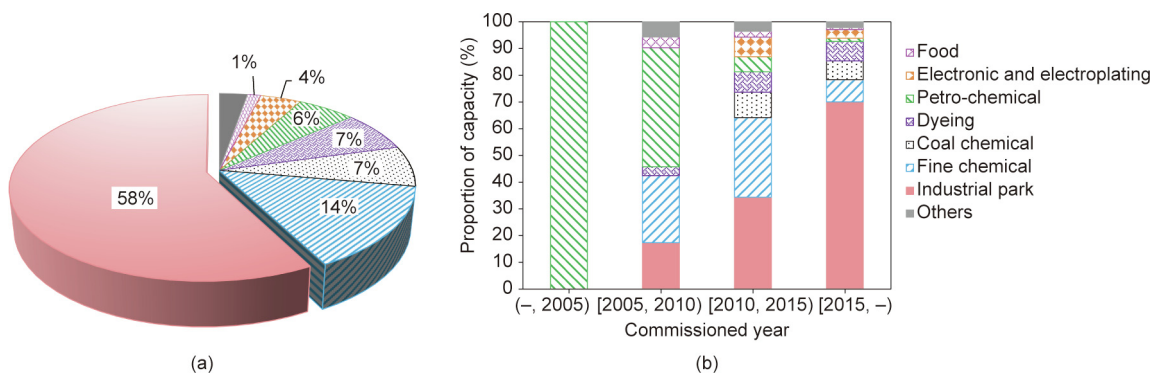 1%
4%
6%
7%
7%
14%
58%
(a)
Proportion of capacity (%)
100
90
80
70
60
50
40
30
20
10
0
(–, 2005) [2005, 2010) [2010, 2015) [2015, –)
Commissioned year
(b)
Food
Electronic and electroplating
Petro-chemical
Dyeing
Coal chemical
Fine chemical
Industrial park
Others